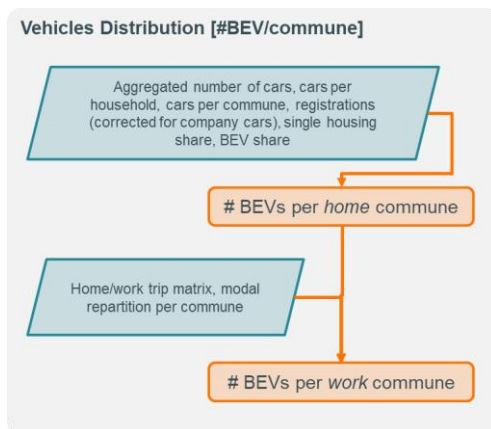 Vehicles Distribution [#BEV/commune]
Aggregated number of cars, cars per
household, cars per commune, registrations
(corrected for company cars), single housing
share, BEV share
# BEVs per home commune
Home/work trip matrix, modal
repartition per commune
# BEVs per work commune